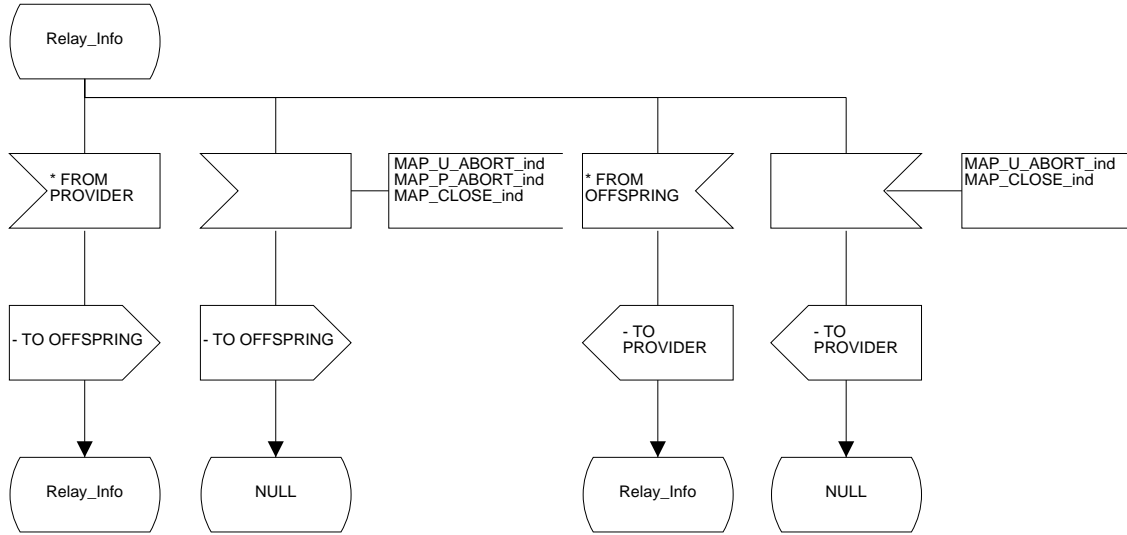 Relay_Info
* FROM
PROVIDER
MAP_U_ABORT_ind
MAP_P_ABORT_ind
MAP_CLOSE_ind
* FROM
OFFSPRING
MAP_U_ABORT_ind
MAP_CLOSE_ind
- TO OFFSPRING
- TO OFFSPRING
- TO
PROVIDER
- TO
PROVIDER
Relay_Info
NULL
Relay_Info
NULL